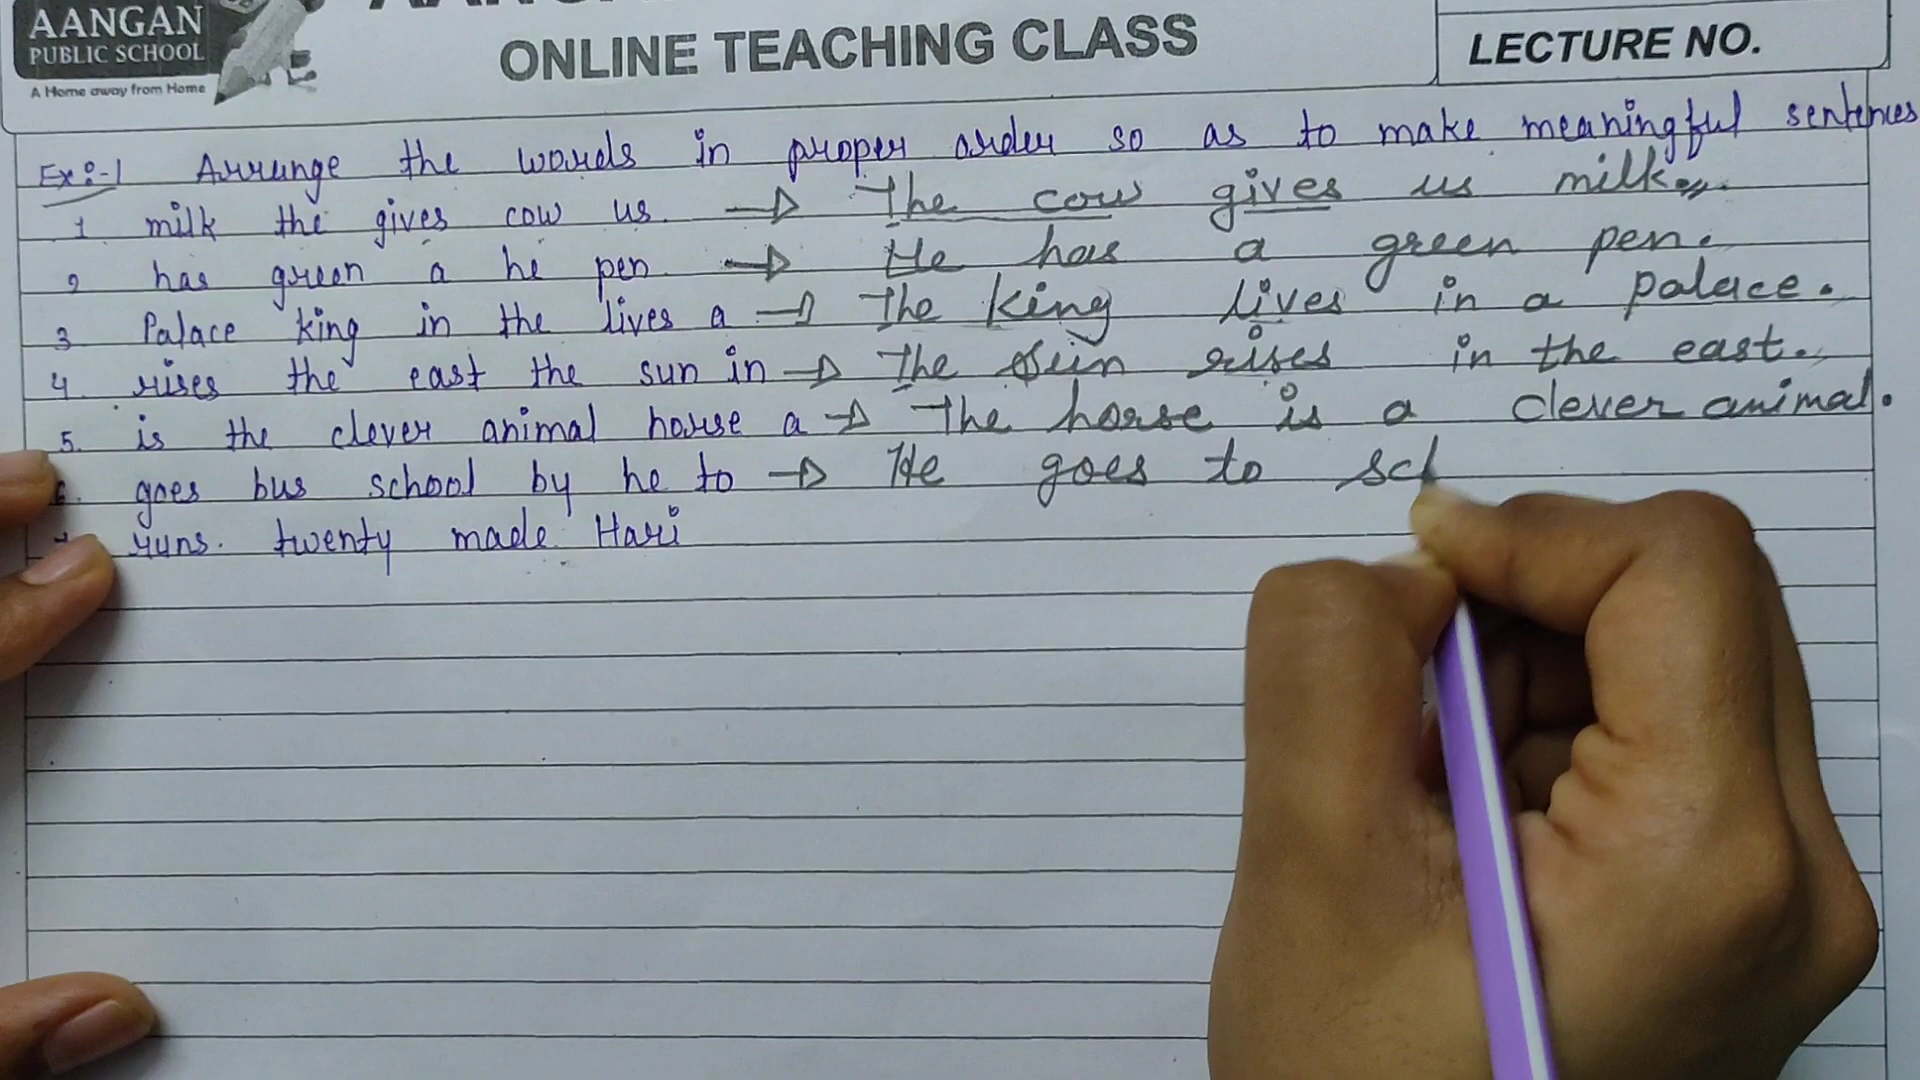 AANGAN
PUBLIC SCHOOL
A Home away from Home
ONLINE TEACHING CLASS
LECTURE NO.
Ex:-1 Arrange the words in proper order so as to make meaningful sentences
1 milk the gives cow us. → The cow gives us milk.
2 has green a he pen → He has a green pen.
3 Palace king in the lives a → The king lives in a palace.
4 rises the east the sun in → The Sun rises in the east.
5. is the clever animal horse a → The horse is a clever animal.
6. goes bus school by he to → He goes to sch
runs. twenty made Hari